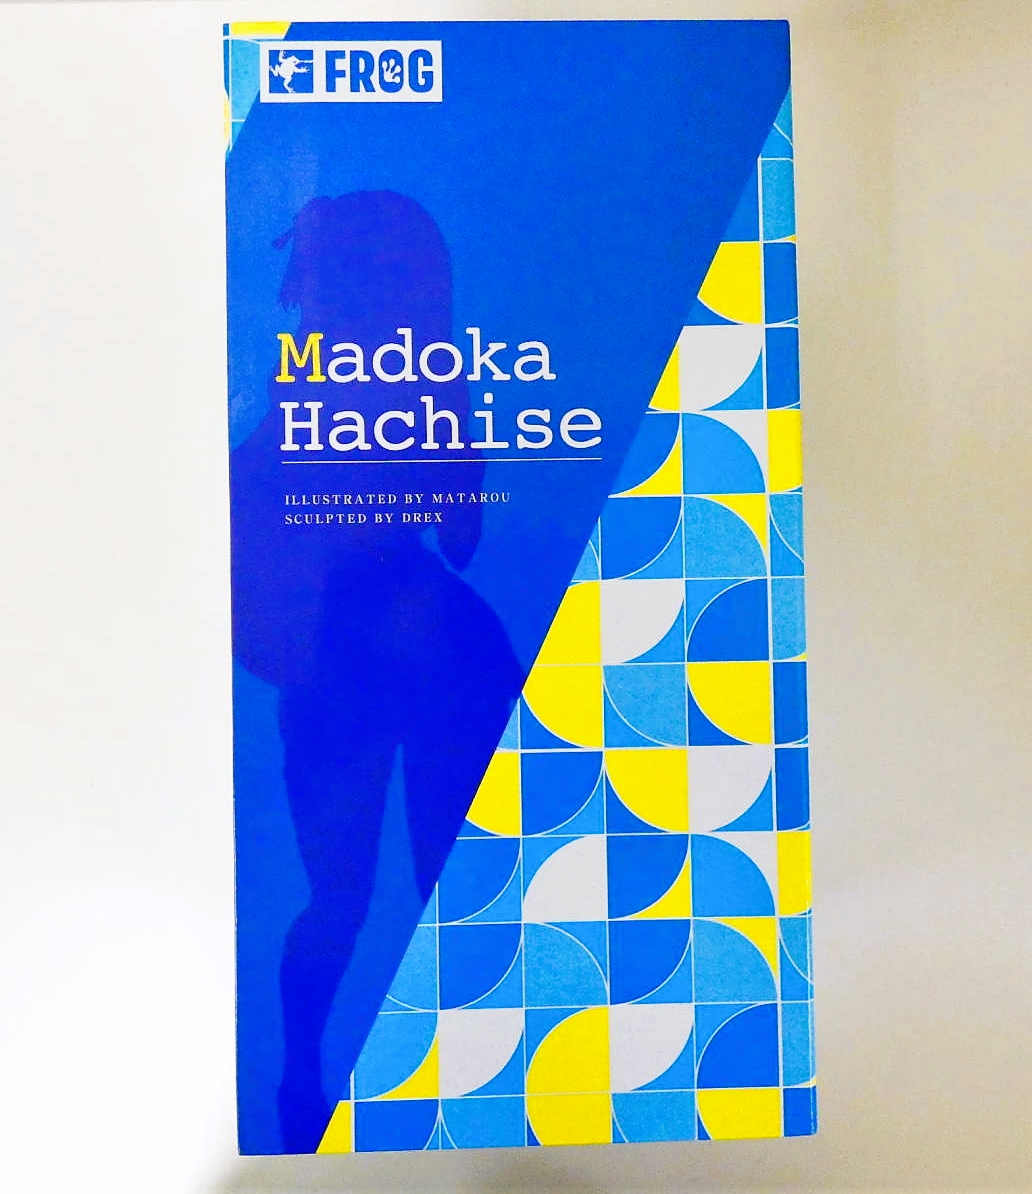 FROG
Madoka
Hachise
ILLUSTRATED BY MATAROU
SCULPTED BY DREX